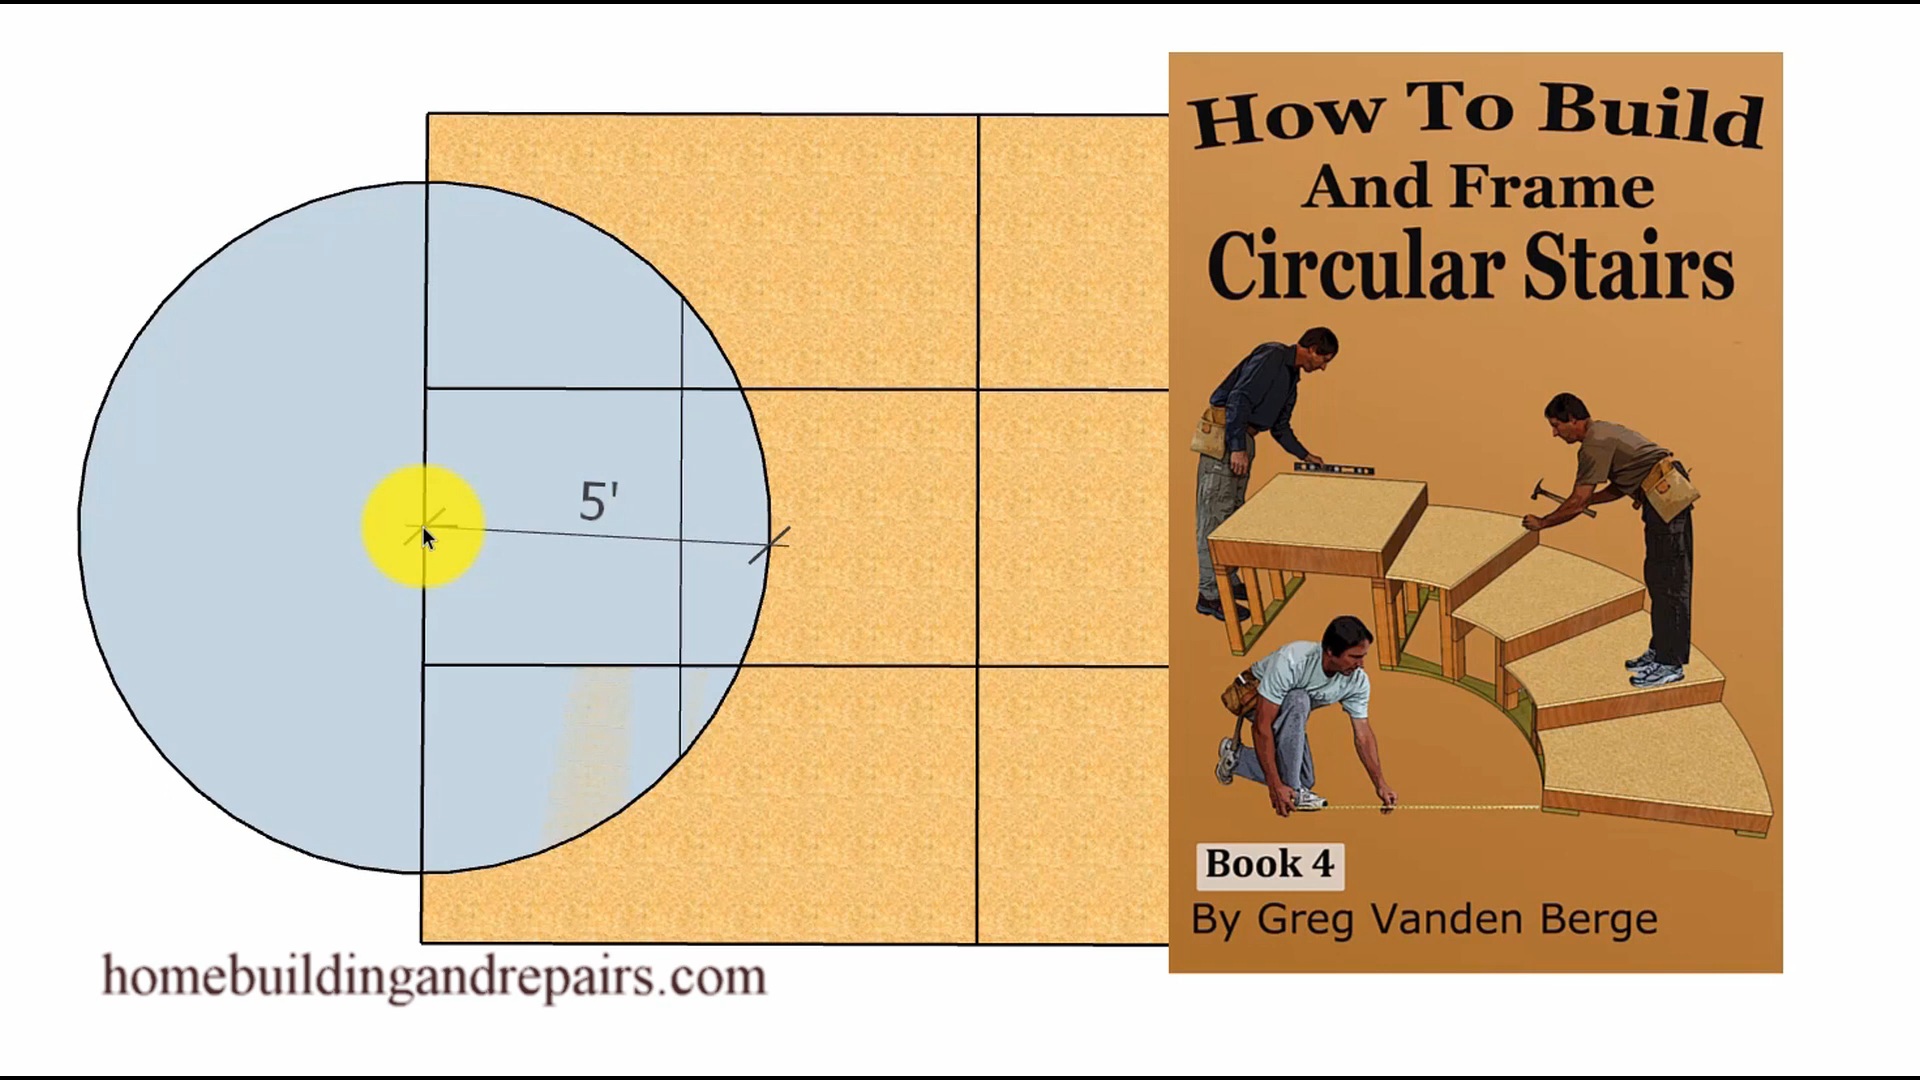 How To Build
And Frame
Circular Stairs
5'
Book 4
By Greg Vanden Berge
homebuildingandrepairs.com